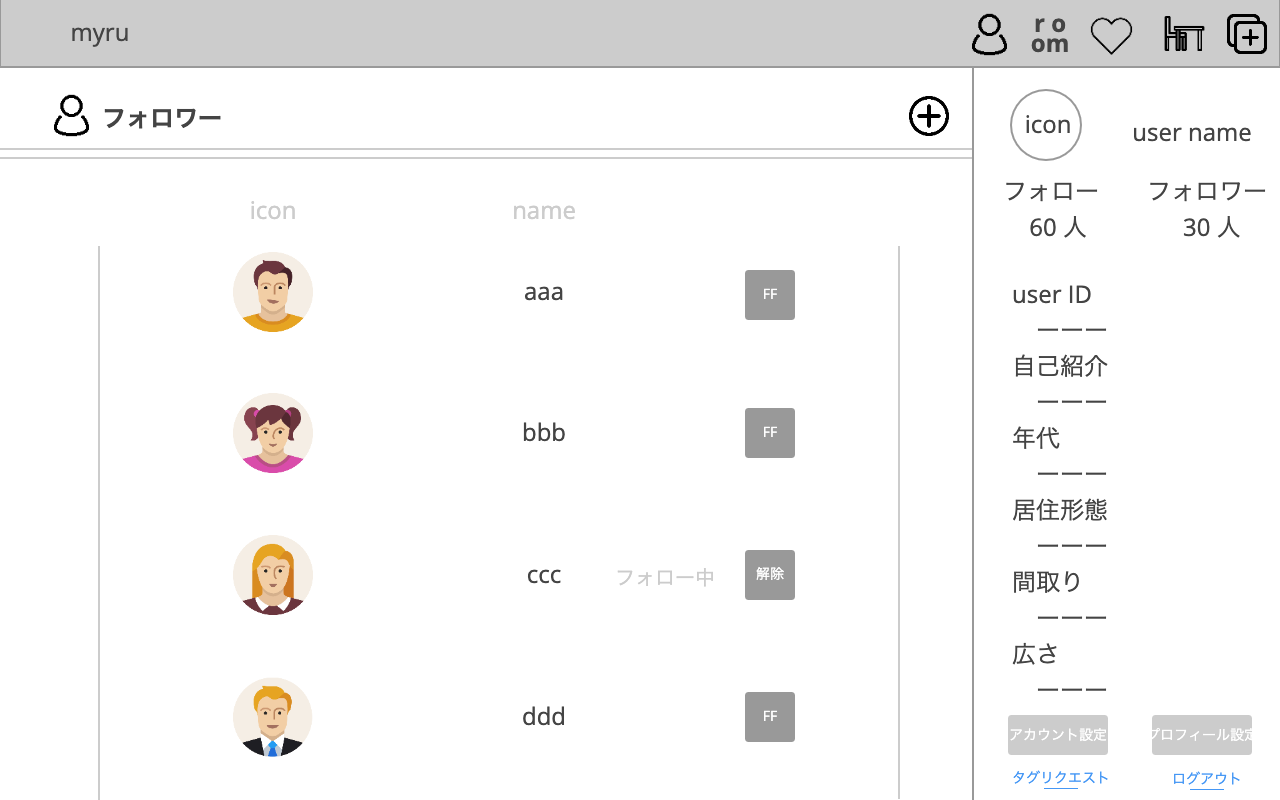 myru
r o
om
フォロワー
icon
name
aaa
FF
bbb
FF
ccc
フォロー中
解除
ddd
FF
icon
user name
フォロー
フォロワー
60 人
30 人
user ID
ーーー
自己紹介
ーーー
年代
ーーー
居住形態
ーーー
間取り
ーーー
広さ
ーーー
アカウント設定
プロフィール設定
タグリクエスト
ログアウト